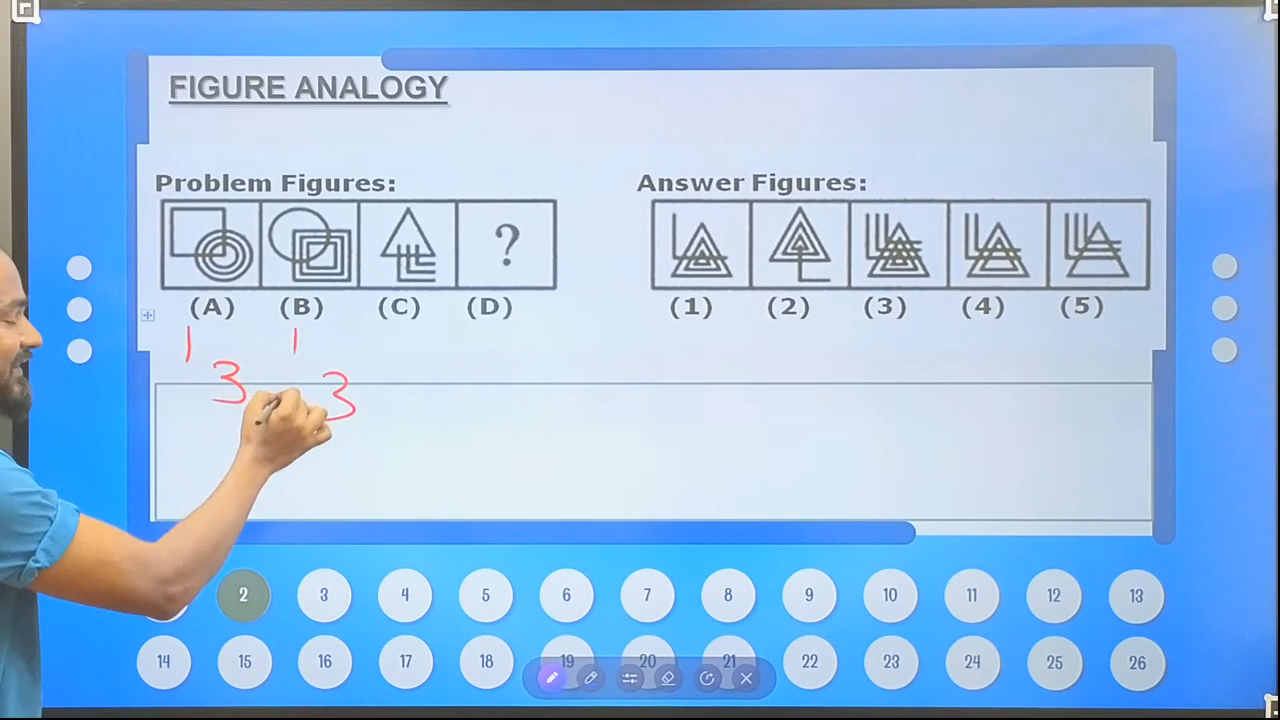 FIGURE ANALOGY
Problem Figures: Answer Figures:
?
(A) (B) (C) (D) (1) (2) (3) (4) (5)
1 1
3 3
2 3 4 5 6 7 8 9 10 11 12 13
14 15 16 17 18 19 20 21 22 23 24 25 26